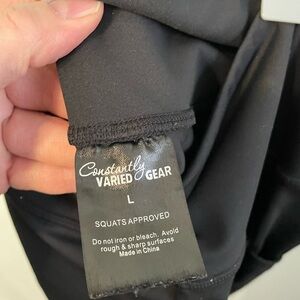 Constantly
VARIED GEAR
L
SQUATS APPROVED
Do not iron or bleach. Avoid
rough & sharp surfaces
Made in China